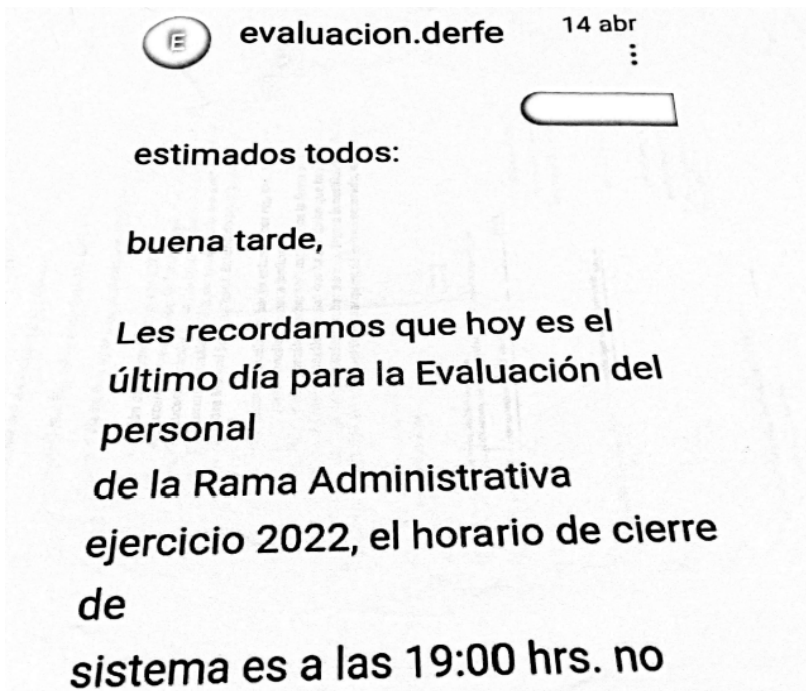 E evaluacion.derfe 14 abr
estimados todos:
buena tarde,
Les recordamos que hoy es el
último día para la Evaluación del
personal
de la Rama Administrativa
ejercicio 2022, el horario de cierre
de
sistema es a las 19:00 hrs. no